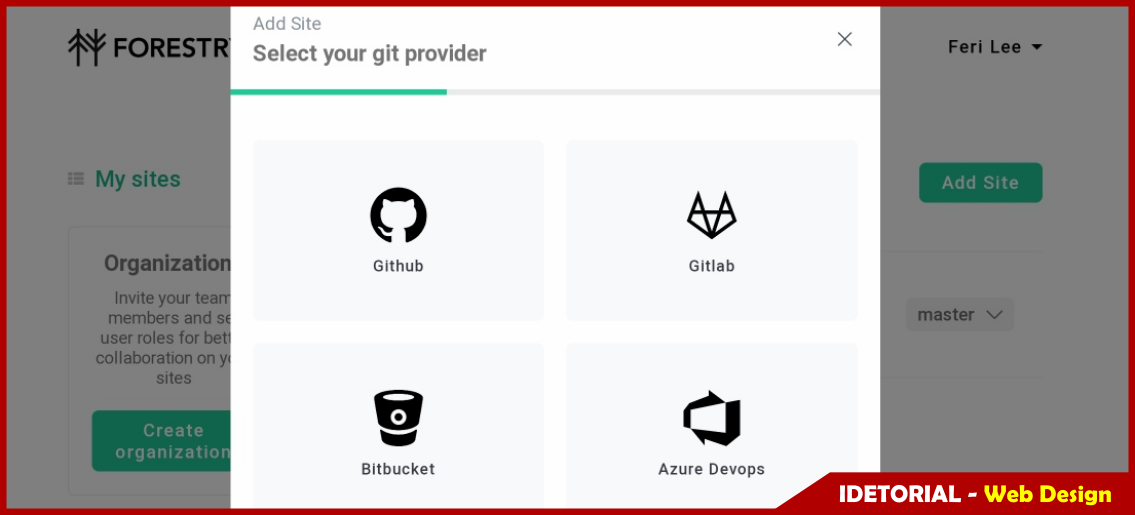 FORESTRY
Feri Lee
Add Site
Select your git provider
My sites
Add Site
Organization
Invite your team
members and se
user roles for bett
collaboration on yo
sites
Create
organization
Github
Gitlab
master
Bitbucket
Azure Devops
IDETORIAL - Web Design